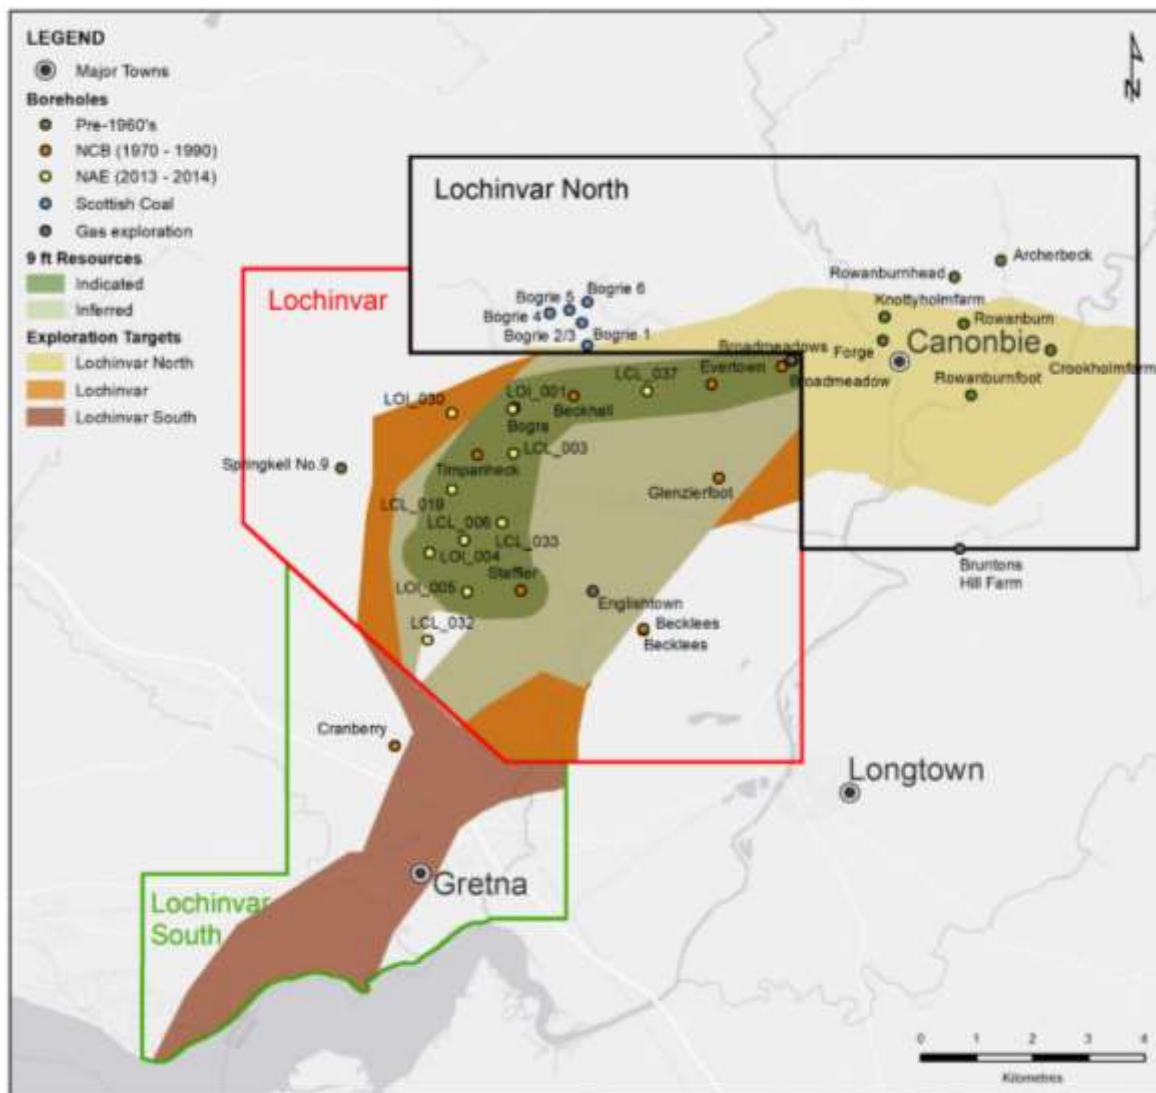 LEGEND
Major Towns
Boreholes
Pre-1960's
NCB (1970 - 1990)
NAE (2013 - 2014)
Scottish Coal
Gas exploration
9 ft Resources
Indicated
Inferred
Exploration Targets
Lochinvar North
Lochinvar
Lochinvar South
N
Lochinvar North
Archerbeck
Rowanburnhead
Lochinvar
Bogrie 6
Bogrie 5
Bogrie 4
Knottyholmfarm
Rowanburn
Bogrie 2/3
Bogrie 1
Broadmeadows
Forge
Canonbie
Crookholmfarm
LCL_037
Evertown
Broadmeadow
Rowanburnfoot
LOI_030
LOI_001
Beckhall
Bogra
LCL_003
Springkell No.9
Timpanheck
Glenzierfoot
LCL_019
LCL_006
LCL_033
LOI_004
Staffler
Bruntons
Hill Farm
LOI_005
Englishtown
LCL_032
Becklees
Becklees
Cranberry
Longtown
Gretna
Lochinvar
South
0 1 2 3 4
Kilometres